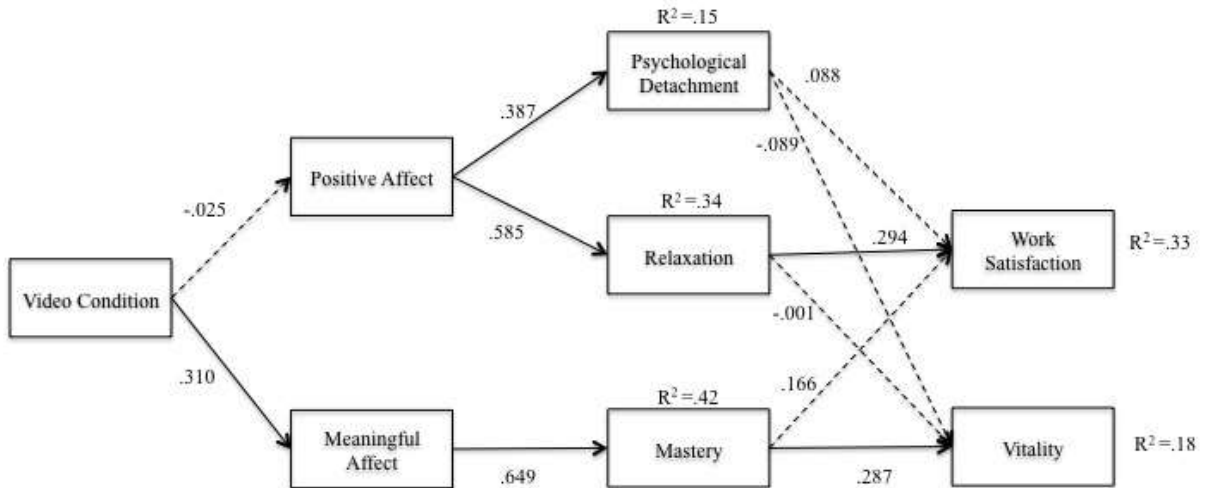 R² =.15
Psychological
Detachment
.088
.387
-.089
Positive Affect
R² =.34
-.025
.585
.294
Relaxation
Work
Satisfaction
R² =.33
Video Condition
-.001
.310
.166
R² =.42
Meaningful
Affect
Mastery
Vitality
R² =.18
.649
.287